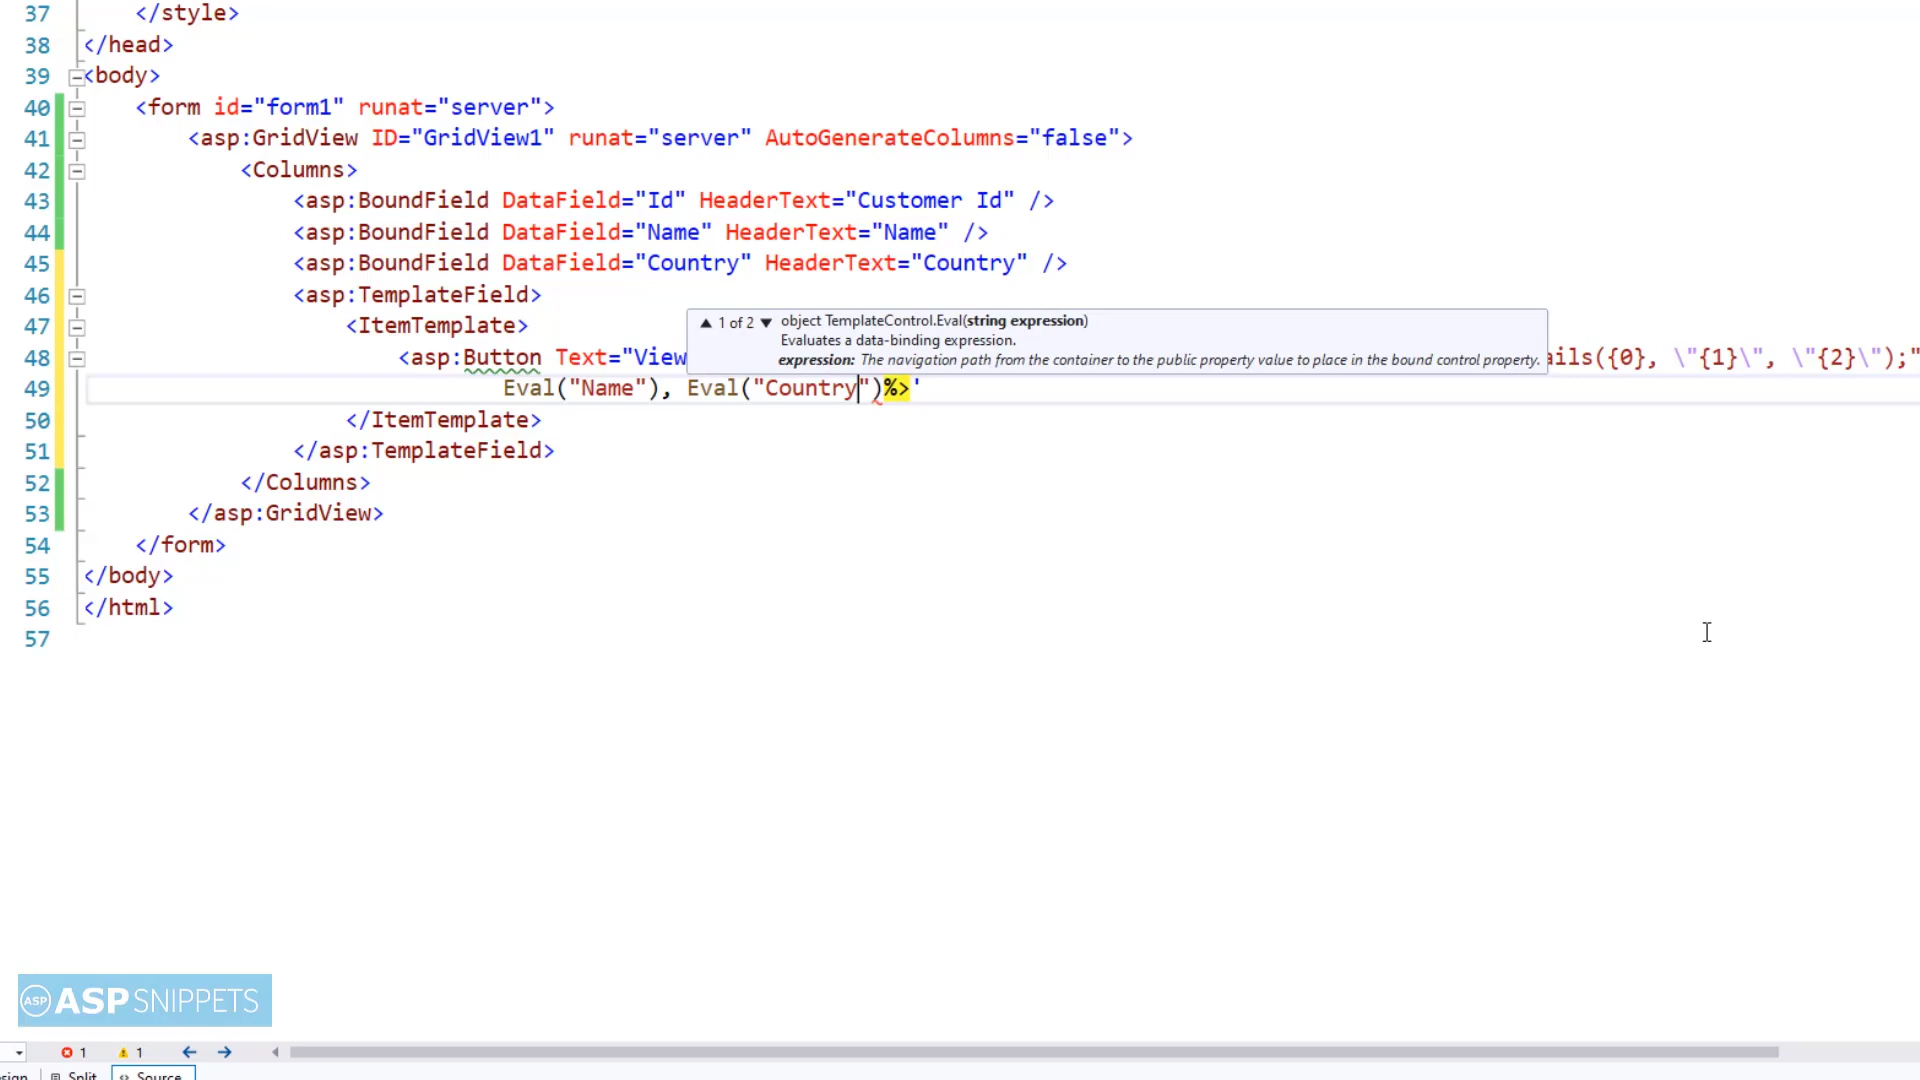 37 </style>
38 </head>
39 <body>
40 <form id="form1" runat="server">
41 <asp:GridView ID="GridView1" runat="server" AutoGenerateColumns="false">
42 <Columns>
43 <asp:BoundField DataField="Id" HeaderText="Customer Id" />
44 <asp:BoundField DataField="Name" HeaderText="Name" />
45 <asp:BoundField DataField="Country" HeaderText="Country" />
46 <asp:TemplateField>
47 <ItemTemplate>
1 of 2 object TemplateControl.Eval(string expression)
Evaluates a data-binding expression.
expression: The navigation path from the container to the public property value to place in the bound control property.
48 <asp:Button Text="View ails({0}, \"{1}\", \"{2}\");"
49 Eval("Name"), Eval("Country")%>'
50 </ItemTemplate>
51 </asp:TemplateField>
52 </Columns>
53 </asp:GridView>
54 </form>
55 </body>
56 </html>
57
ASP ASPSNIPPETS
1 1
sign Split Source